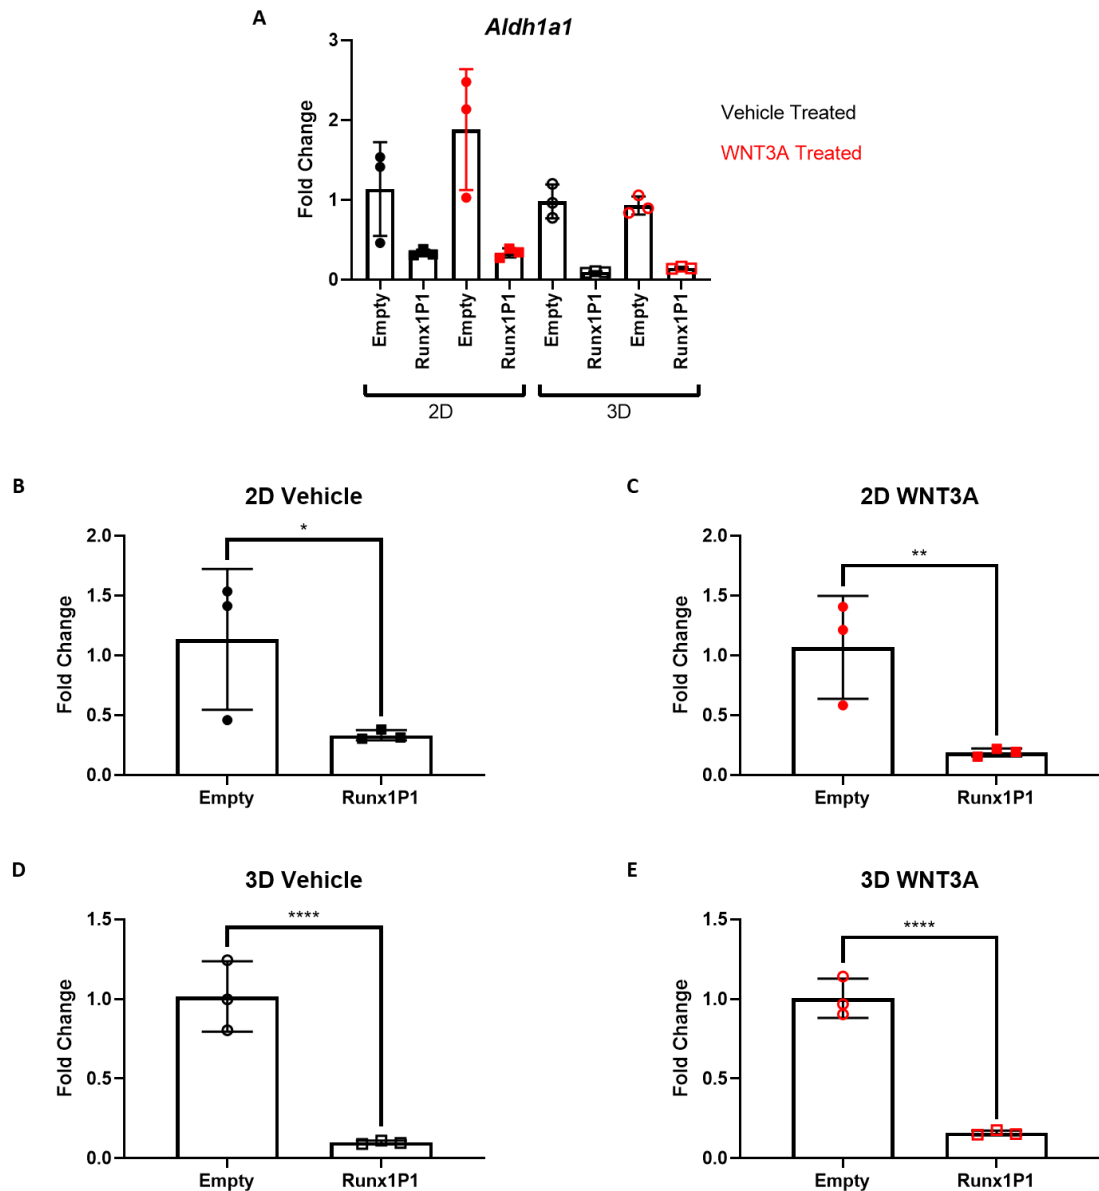 A
Aldh1a1
Fold Change
3
2
1
0
Empty
Runx1P1
Empty
Runx1P1
Empty
Runx1P1
Empty
Runx1P1
2D
3D
Vehicle Treated
WNT3A Treated
B
2D Vehicle
Fold Change
2.0
1.5
1.0
0.5
0.0
*
Empty
Runx1P1
C
2D WNT3A
Fold Change
2.0
1.5
1.0
0.5
0.0
**
Empty
Runx1P1
D
3D Vehicle
Fold Change
1.5
1.0
0.5
0.0
****
Empty
Runx1P1
E
3D WNT3A
Fold Change
1.5
1.0
0.5
0.0
****
Empty
Runx1P1